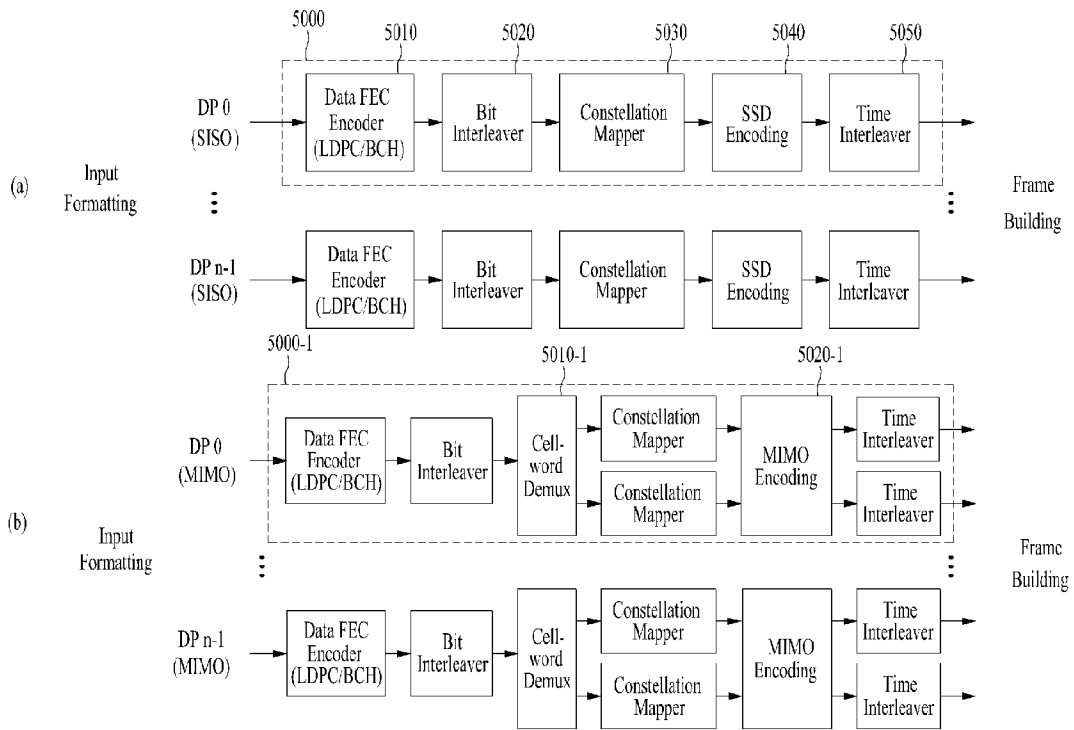 5000
5010
5020
5030
5040
5050
DP 0
(SISO)
Data FEC
Encoder
(LDPC/BCH)
Bit
Interleaver
Constellation
Mapper
SSD
Encoding
Time
Interleaver
(a)
Input
Formatting
Frame
Building
DP n-1
(SISO)
Data FEC
Encoder
(LDPC/BCH)
Bit
Interleaver
Constellation
Mapper
SSD
Encoding
Time
Interleaver
5000-1
5010-1
5020-1
DP 0
(MIMO)
Data FEC
Encoder
(LDPC/BCH)
Bit
Interleaver
Cell-
word
Demux
Constellation
Mapper
Constellation
Mapper
MIMO
Encoding
Time
Interleaver
Time
Interleaver
(b)
Input
Formatting
Frame
Building
DP n-1
(MIMO)
Data FEC
Encoder
(LDPC/BCH)
Bit
Interleaver
Cell-
word
Demux
Constellation
Mapper
Constellation
Mapper
MIMO
Encoding
Time
Interleaver
Time
Interleaver